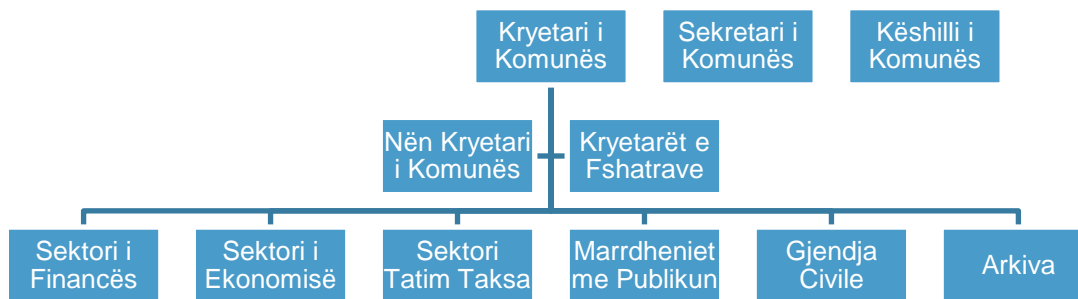 Kryetari i
Komunës
Sekretari i
Komunës
Këshilli i
Komunës
Nën Kryetari
i Komunës
Kryetarët e
Fshatrave
Sektori i
Financës
Sektori i
Ekonomisë
Sektori
Tatim Taksa
Marrdheniet
me Publikun
Gjendja
Civile
Arkiva